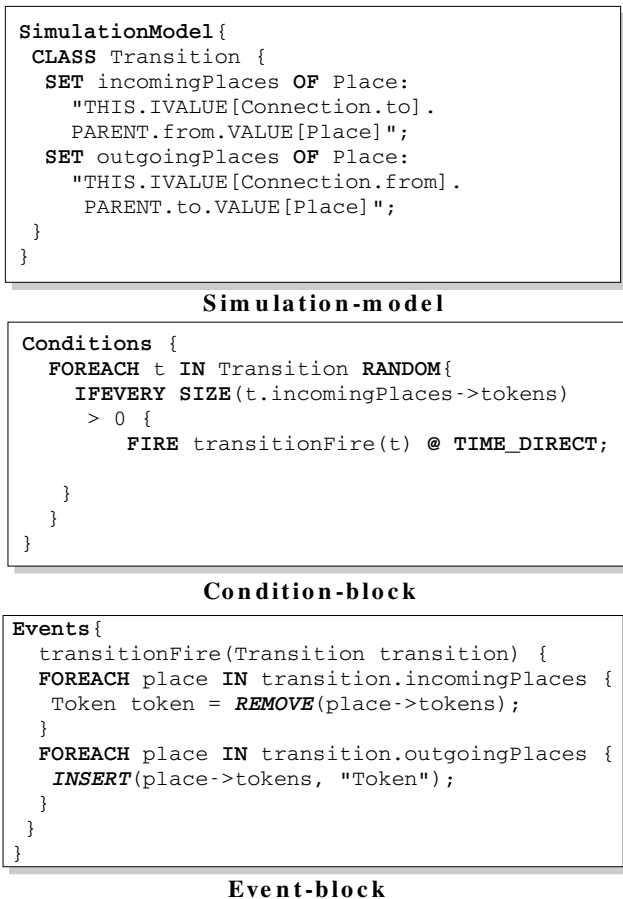 SimulationModel{
CLASS Transition {
SET incomingPlaces OF Place:
"THIS.IVALUE[Connection.to].
PARENT.from.VALUE[Place]";
SET outgoingPlaces OF Place:
"THIS.IVALUE[Connection.from].
PARENT.to.VALUE[Place]";
}
}
Simulation-model
Conditions {
FOREACH t IN Transition RANDOM{
IFEVERY SIZE(t.incomingPlaces->tokens)
> 0 {
FIRE transitionFire(t) @ TIME_DIRECT;
}
}
}
Condition-block
Events{
transitionFire(Transition transition) {
FOREACH place IN transition.incomingPlaces {
Token token = REMOVE(place->tokens);
}
FOREACH place IN transition.outgoingPlaces {
INSERT(place->tokens, "Token");
}
}
}
Event-block